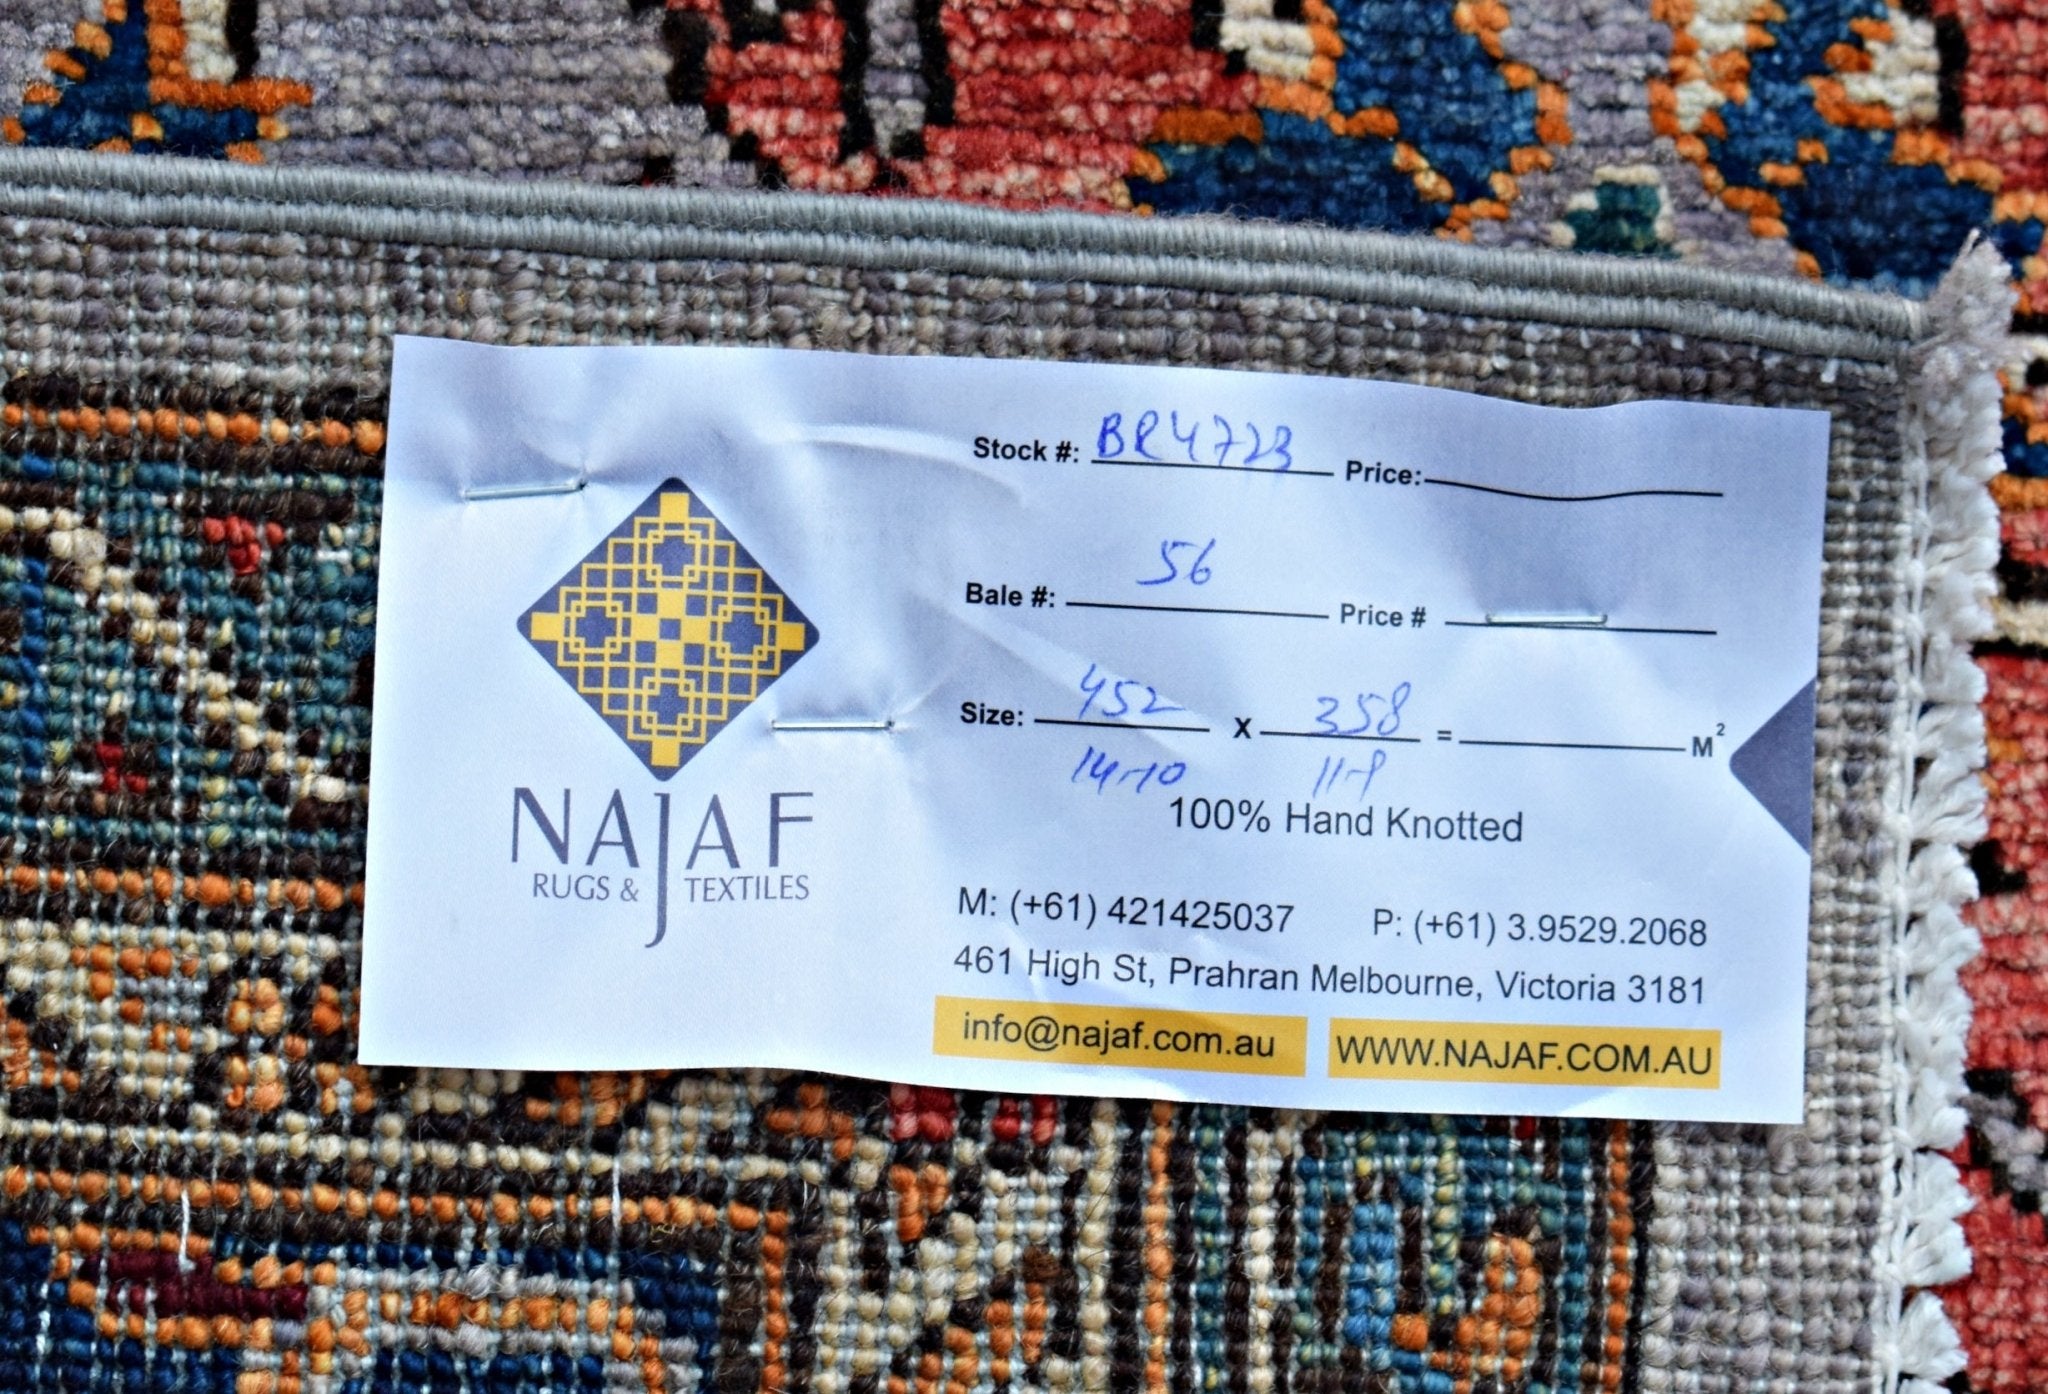 Stock #: BR4723 Price:
Bale #: 56 Price #
Size: 452 X 358 = M²
14-10 11-9
100% Hand Knotted
NAJAF
RUGS & TEXTILES
M: (+61) 421425037 P: (+61) 3.9529.2068
461 High St, Prahran Melbourne, Victoria 3181
info@najaf.com.au WWW.NAJAF.COM.AU